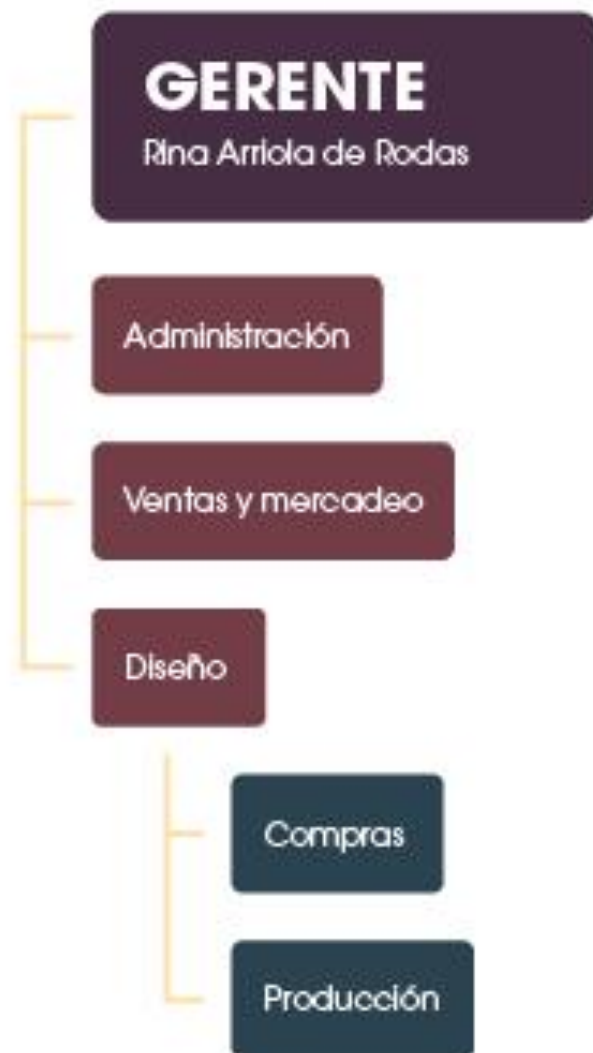 GERENTE
Rina Arriola de Rodas
Administración
Ventas y mercadeo
Diseño
Compras
Producción